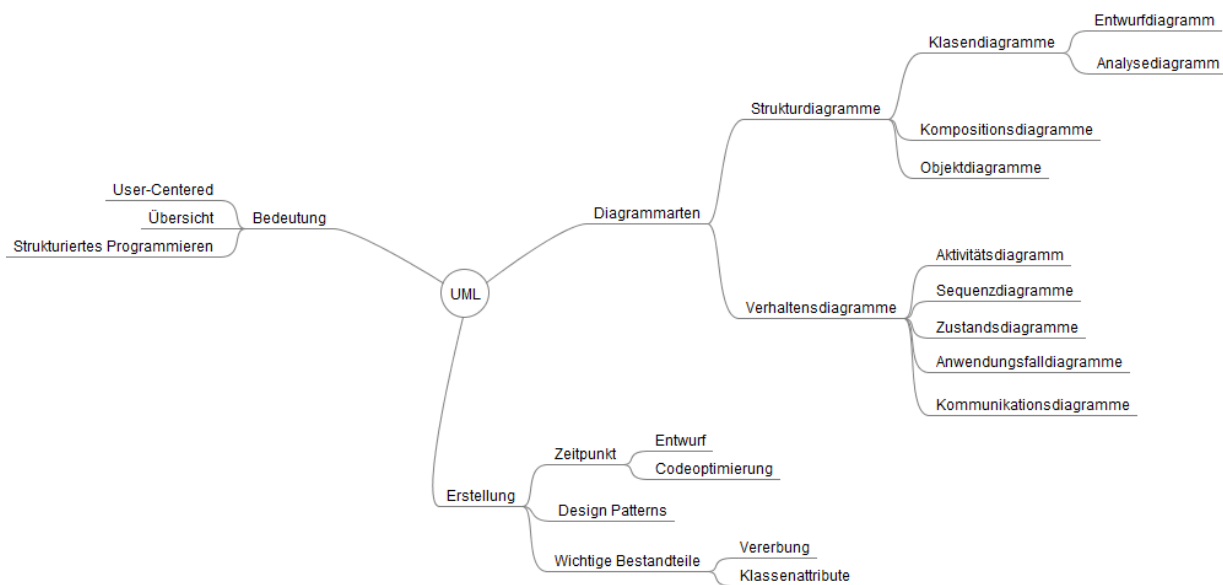 UML
Bedeutung
User-Centered
Übersicht
Strukturiertes Programmieren
Diagrammarten
Strukturdiagramme
Klasendiagramme
Entwurfdiagramm
Analysediagramm
Kompositionsdiagramme
Objektdiagramme
Verhaltensdiagramme
Aktivitätsdiagramm
Sequenzdiagramme
Zustandsdiagramme
Anwendungsfalldiagramme
Kommunikationsdiagramme
Erstellung
Zeitpunkt
Entwurf
Codeoptimierung
Design Patterns
Wichtige Bestandteile
Vererbung
Klassenattribute